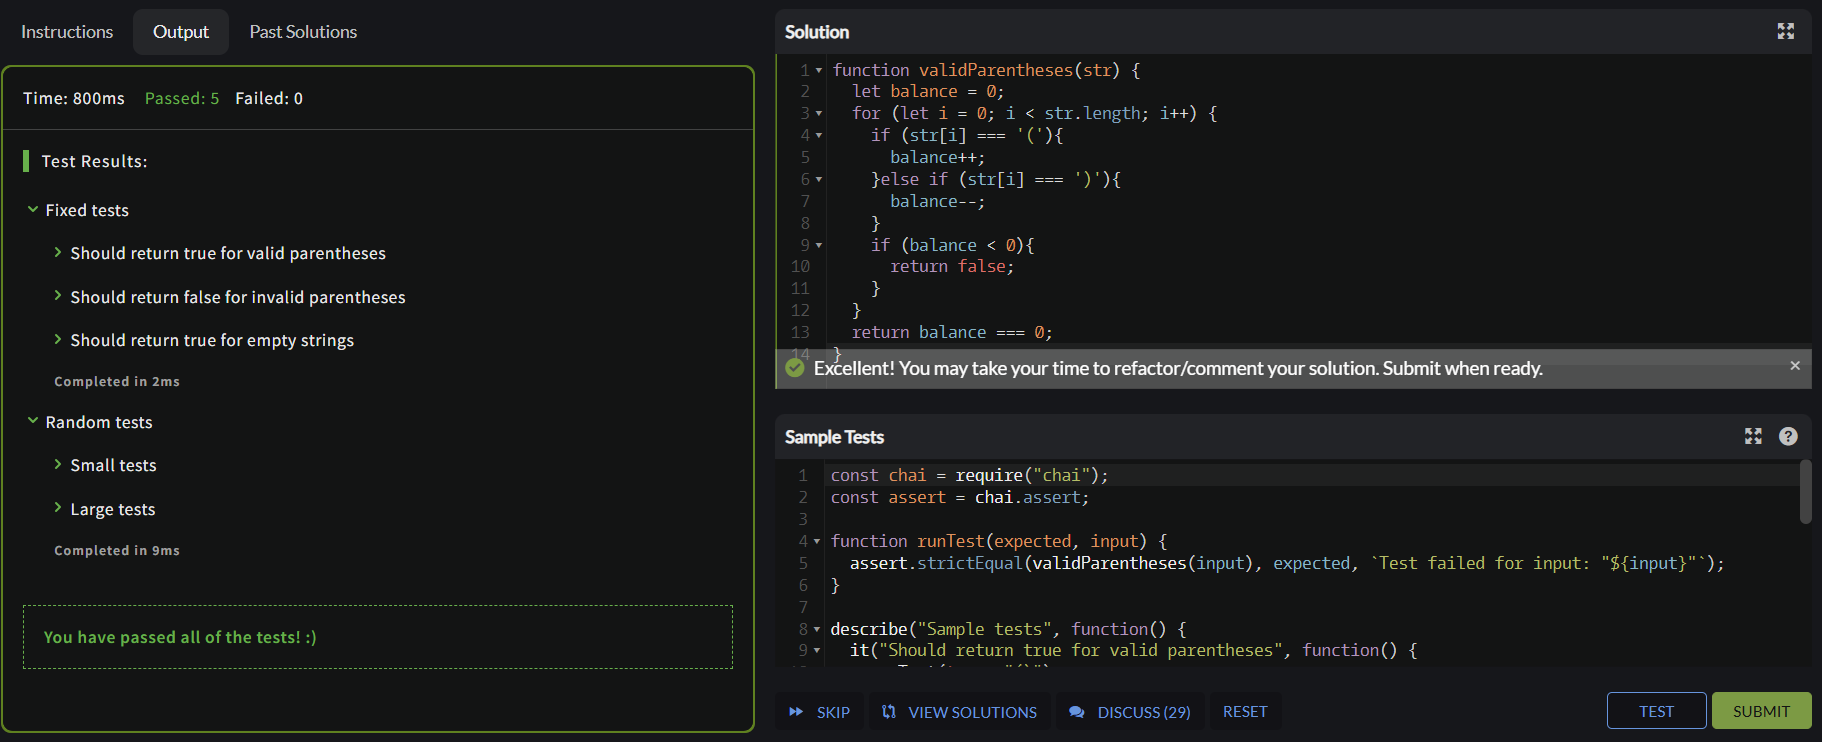 Instructions Output Past Solutions
Time: 800ms Passed: 5 Failed: 0
Test Results:
Fixed tests
Should return true for valid parentheses
Should return false for invalid parentheses
Should return true for empty strings
Completed in 2ms
Random tests
Small tests
Large tests
Completed in 9ms
You have passed all of the tests! :)
Solution
1 function validParentheses(str) {
2 let balance = 0;
3 for (let i = 0; i < str.length; i++) {
4 if (str[i] === '('){
5 balance++;
6 }else if (str[i] === ')'){
7 balance--;
8 }
9 if (balance < 0){
10 return false;
11 }
12 }
13 return balance === 0;
14 }
Excellent! You may take your time to refactor/comment your solution. Submit when ready. ×
Sample Tests ?
1 const chai = require("chai");
2 const assert = chai.assert;
3
4 function runTest(expected, input) {
5 assert.strictEqual(validParentheses(input), expected, `Test failed for input: "${input}"`);
6 }
7
8 describe("Sample tests", function() {
9 it("Should return true for valid parentheses", function() {
SKIP VIEW SOLUTIONS DISCUSS (29) RESET TEST SUBMIT